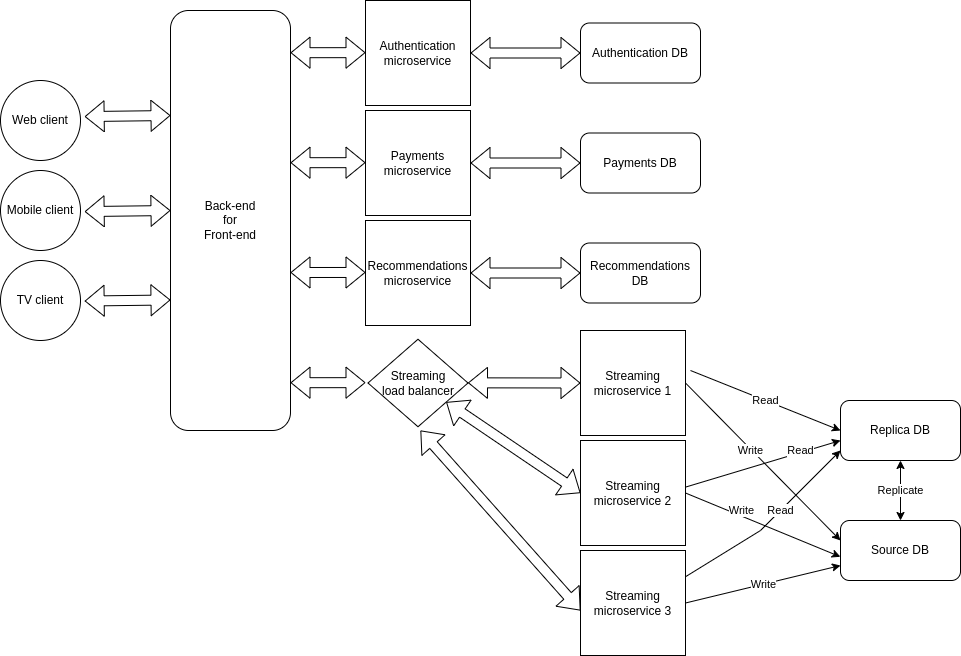 Web client
Mobile client
TV client
Back-end
for
Front-end
Authentication
microservice
Authentication DB
Payments
microservice
Payments DB
Recommendations
microservice
Recommendations
DB
Streaming
load balancer
Streaming
microservice 1
Streaming
microservice 2
Streaming
microservice 3
Read
Write
Read
Write
Read
Write
Replica DB
Replicate
Source DB